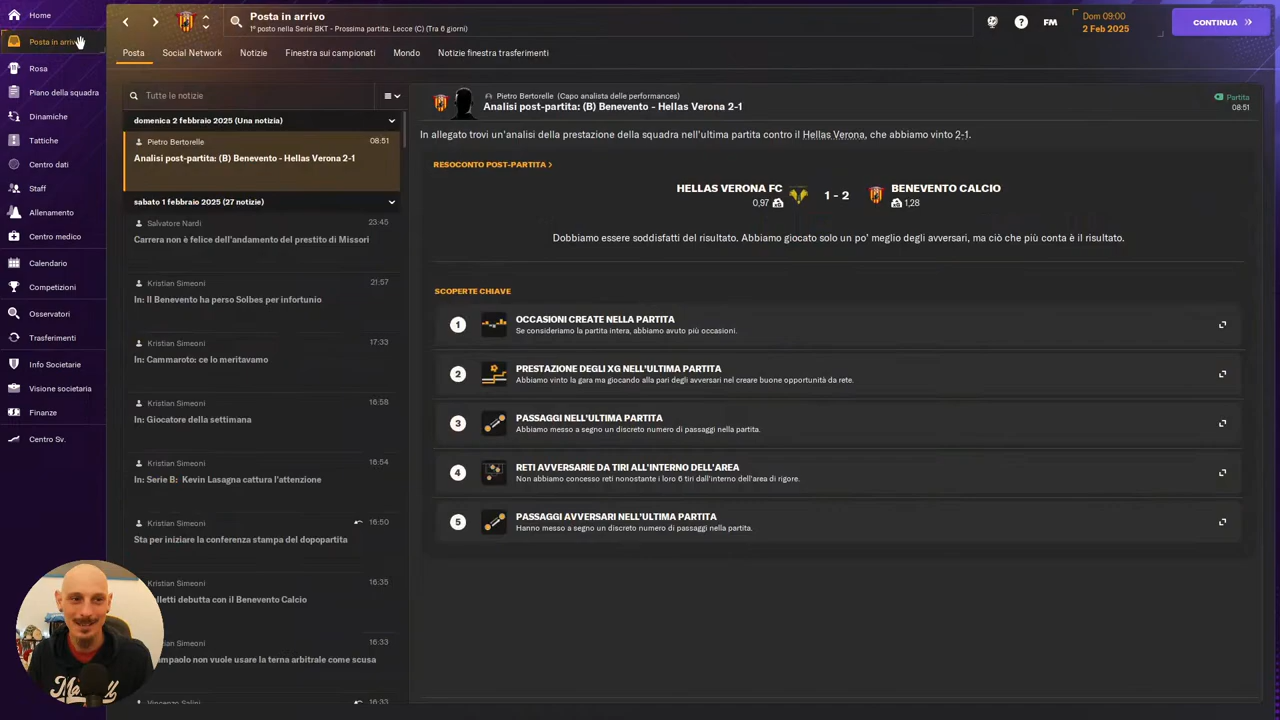 Home
Posta in arrivo
Rosa
Piano della squadra
Dinamiche
Tattiche
Centro dati
Staff
Allenamento
Centro medico
Calendario
Competizioni
Osservatori
Trasferimenti
Info Societarie
Visione societaria
Finanze
Centro Sv.
Posta in arrivo
1° posto nella Serie BKT - Prossima partita: Lecce (C) (Tra 6 giorni)
?
FM
Dom 09:00
2 Feb 2025
CONTINUA
Posta
Social Network
Notizie
Finestra sui campionati
Mondo
Notizie finestra trasferimenti
Tutte le notizie
domenica 2 febbraio 2025 (Una notizia)
Pietro Bertorelle
08:51
Analisi post-partita: (B) Benevento - Hellas Verona 2-1
sabato 1 febbraio 2025 (27 notizie)
Salvatore Nardi
23:45
Carrera non è felice dell'andamento del prestito di Missori
Kristian Simeoni
21:57
In: Il Benevento ha perso Solbes per infortunio
Kristian Simeoni
17:33
In: Cammaroto: ce lo meritavamo
Kristian Simeoni
16:58
In: Giocatore della settimana
Kristian Simeoni
16:54
In: Serie B: Kevin Lasagna cattura l'attenzione
Kristian Simeoni
16:50
Sta per iniziare la conferenza stampa del dopopartita
Kristian Simeoni
16:35
lletti debutta con il Benevento Calcio
Kristian Simeoni
16:33
mpaolo non vuole usare la terna arbitrale come scusa
Vincenzo Salini
16:33
Pietro Bertorelle (Capo analista delle performances)
Analisi post-partita: (B) Benevento - Hellas Verona 2-1
Partita
08:51
In allegato trovi un'analisi della prestazione della squadra nell'ultima partita contro il Hellas Verona, che abbiamo vinto 2-1.
RESOCONTO POST-PARTITA
HELLAS VERONA FC
0,97
1 - 2
BENEVENTO CALCIO
1,28
Dobbiamo essere soddisfatti del risultato. Abbiamo giocato solo un po' meglio degli avversari, ma ciò che più conta è il risultato.
SCOPERTE CHIAVE
1
OCCASIONI CREATE NELLA PARTITA
Se consideriamo la partita intera, abbiamo avuto più occasioni.
2
PRESTAZIONE DEGLI XG NELL'ULTIMA PARTITA
Abbiamo vinto la gara ma giocando alla pari degli avversari nel creare buone opportunità da rete.
3
PASSAGGI NELL'ULTIMA PARTITA
Abbiamo messo a segno un discreto numero di passaggi nella partita.
4
RETI AVVERSARIE DA TIRI ALL'INTERNO DELL'AREA
Non abbiamo concesso reti nonostante i loro 6 tiri dall'interno dell'area di rigore.
5
PASSAGGI AVVERSARI NELL'ULTIMA PARTITA
Hanno messo a segno un discreto numero di passaggi nella partita.